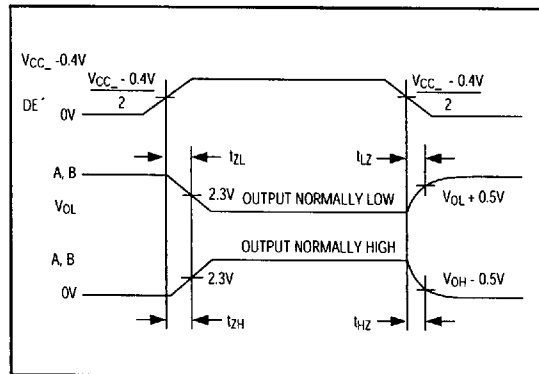 VCC_ -0.4V
VCC_ - 0.4V
2
VCC_ - 0.4V
2
DE'
0V
tZL
tLZ
A, B
2.3V
OUTPUT NORMALLY LOW
VOL + 0.5V
VOL
OUTPUT NORMALLY HIGH
A, B
2.3V
VOH - 0.5V
0V
tZH
tHZ